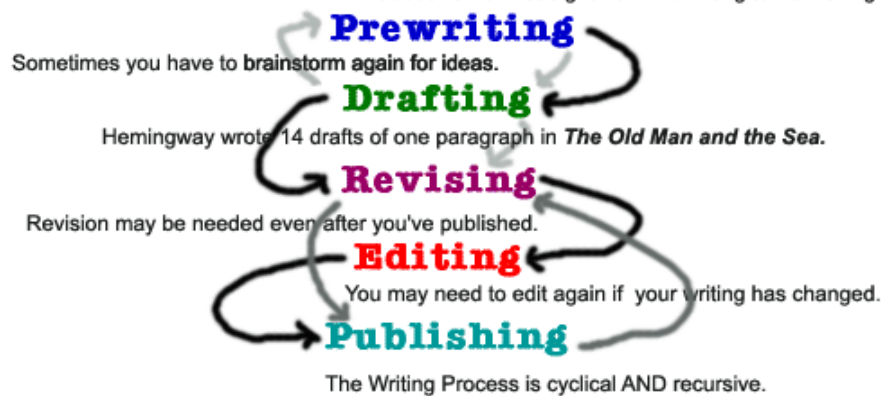 Prewriting
Sometimes you have to brainstorm again for ideas.
Drafting
Hemingway wrote 14 drafts of one paragraph in The Old Man and the Sea.
Revising
Revision may be needed even after you've published.
Editing
You may need to edit again if your writing has changed.
Publishing
The Writing Process is cyclical AND recursive.